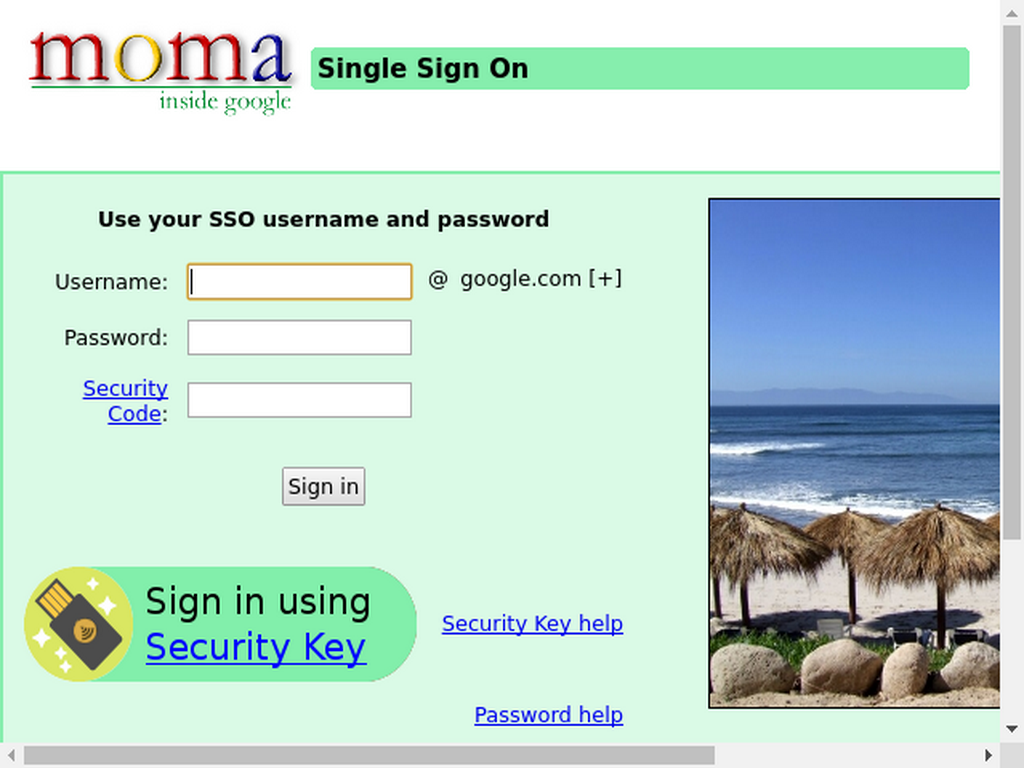 moma
inside google
Single Sign On
Use your SSO username and password
Username:
@ google.com [+]
Password:
Security
Code:
Sign in
Sign in using
Security Key
Security Key help
Password help